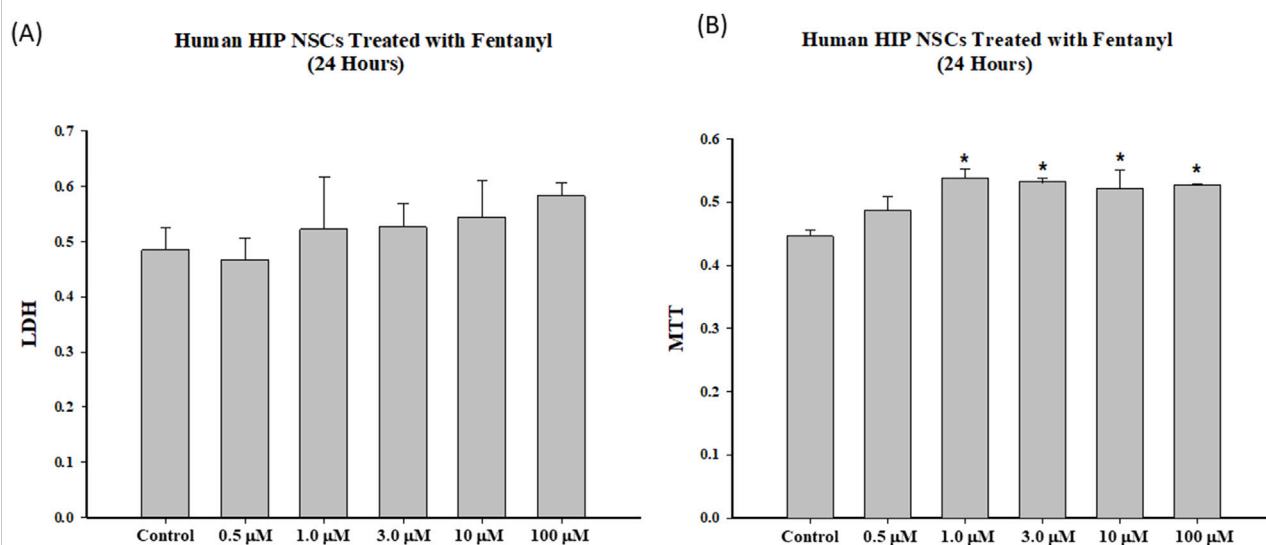 (A)
Human HIP NSCs Treated with Fentanyl
(24 Hours)
0.7
0.6
0.5
0.4
0.3
0.2
0.1
0.0
LDH
Control 0.5 μM 1.0 μM 3.0 μM 10 μM 100 μM
(B)
Human HIP NSCs Treated with Fentanyl
(24 Hours)
0.6
0.5
0.4
0.3
0.2
0.1
0.0
MTT
* * * *
Control 0.5 μM 1.0 μM 3.0 μM 10 μM 100 μM